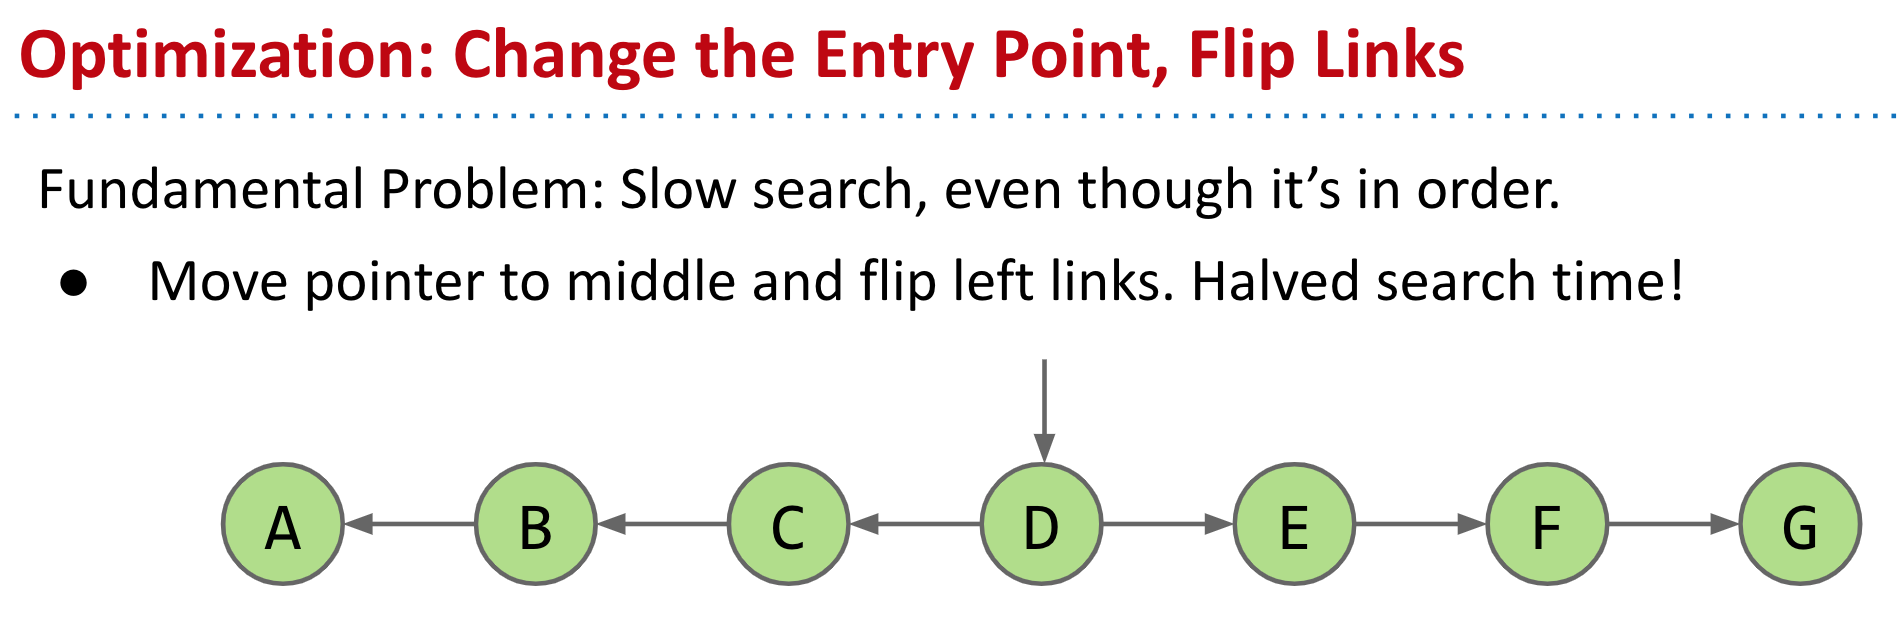 Optimization: Change the Entry Point, Flip Links
Fundamental Problem: Slow search, even though it’s in order.
● Move pointer to middle and flip left links. Halved search time!
A B C D E F G